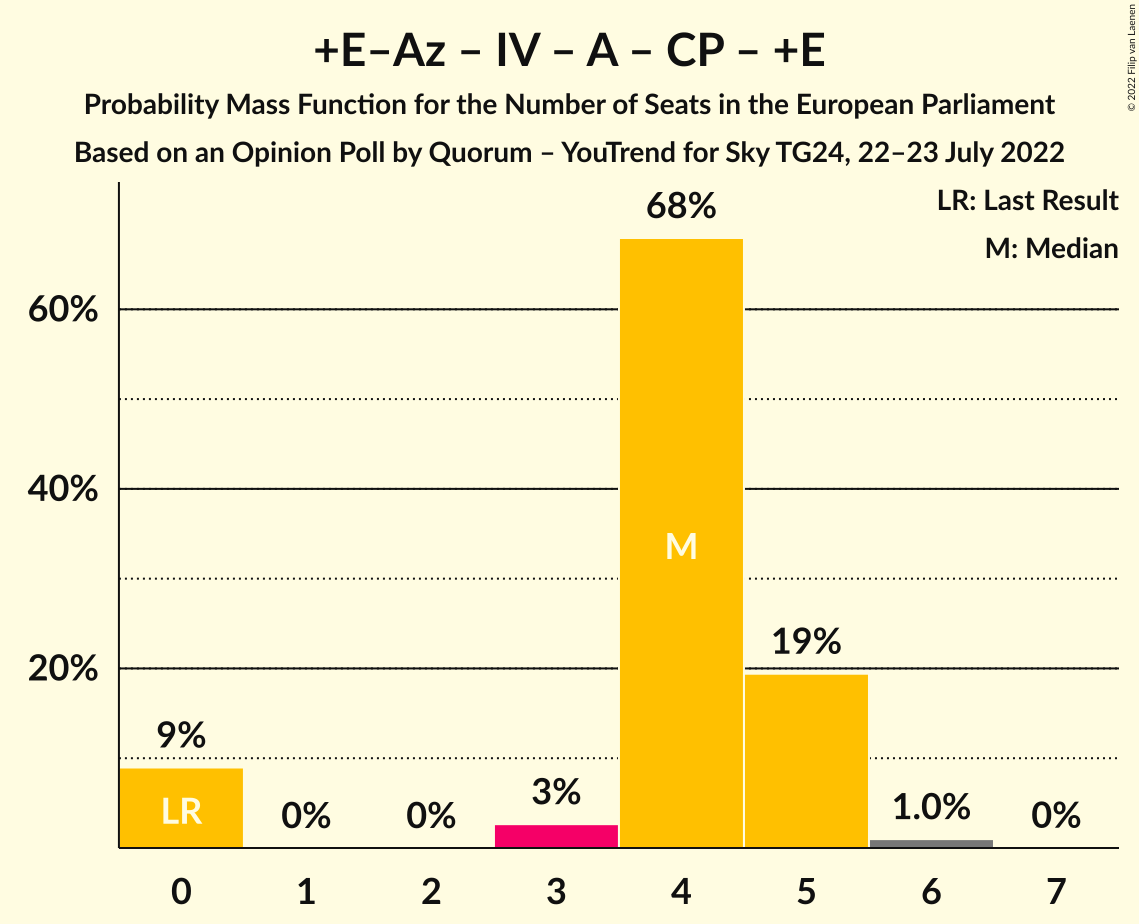 +E–Az – IV – A – CP – +E
Probability Mass Function for the Number of Seats in the European Parliament
Based on an Opinion Poll by Quorum – YouTrend for Sky TG24, 22–23 July 2022
© 2022 Filip van Laenen
LR: Last Result
M: Median
68%
60%
40%
M
20%
19%
9%
LR
0%
0%
3%
1.0%
0%
0 1 2 3 4 5 6 7